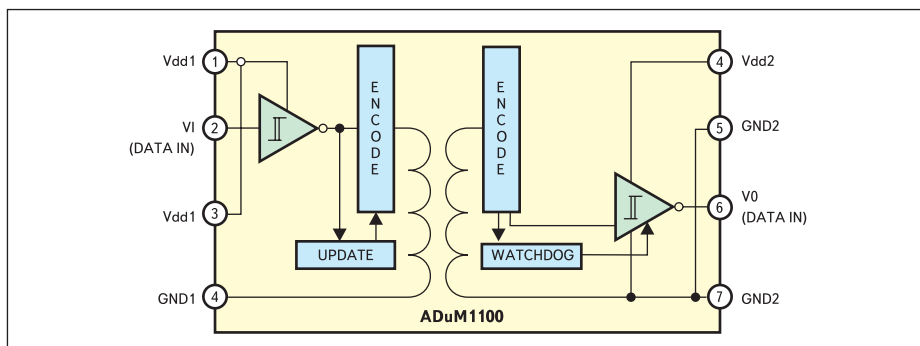 Vdd1
1
VI
(DATA IN)
2
Vdd1
3
GND1
4
E
N
C
O
D
E
UPDATE
E
N
C
O
D
E
WATCHDOG
4
Vdd2
5
GND2
6
V0
(DATA IN)
7
GND2
ADuM1100